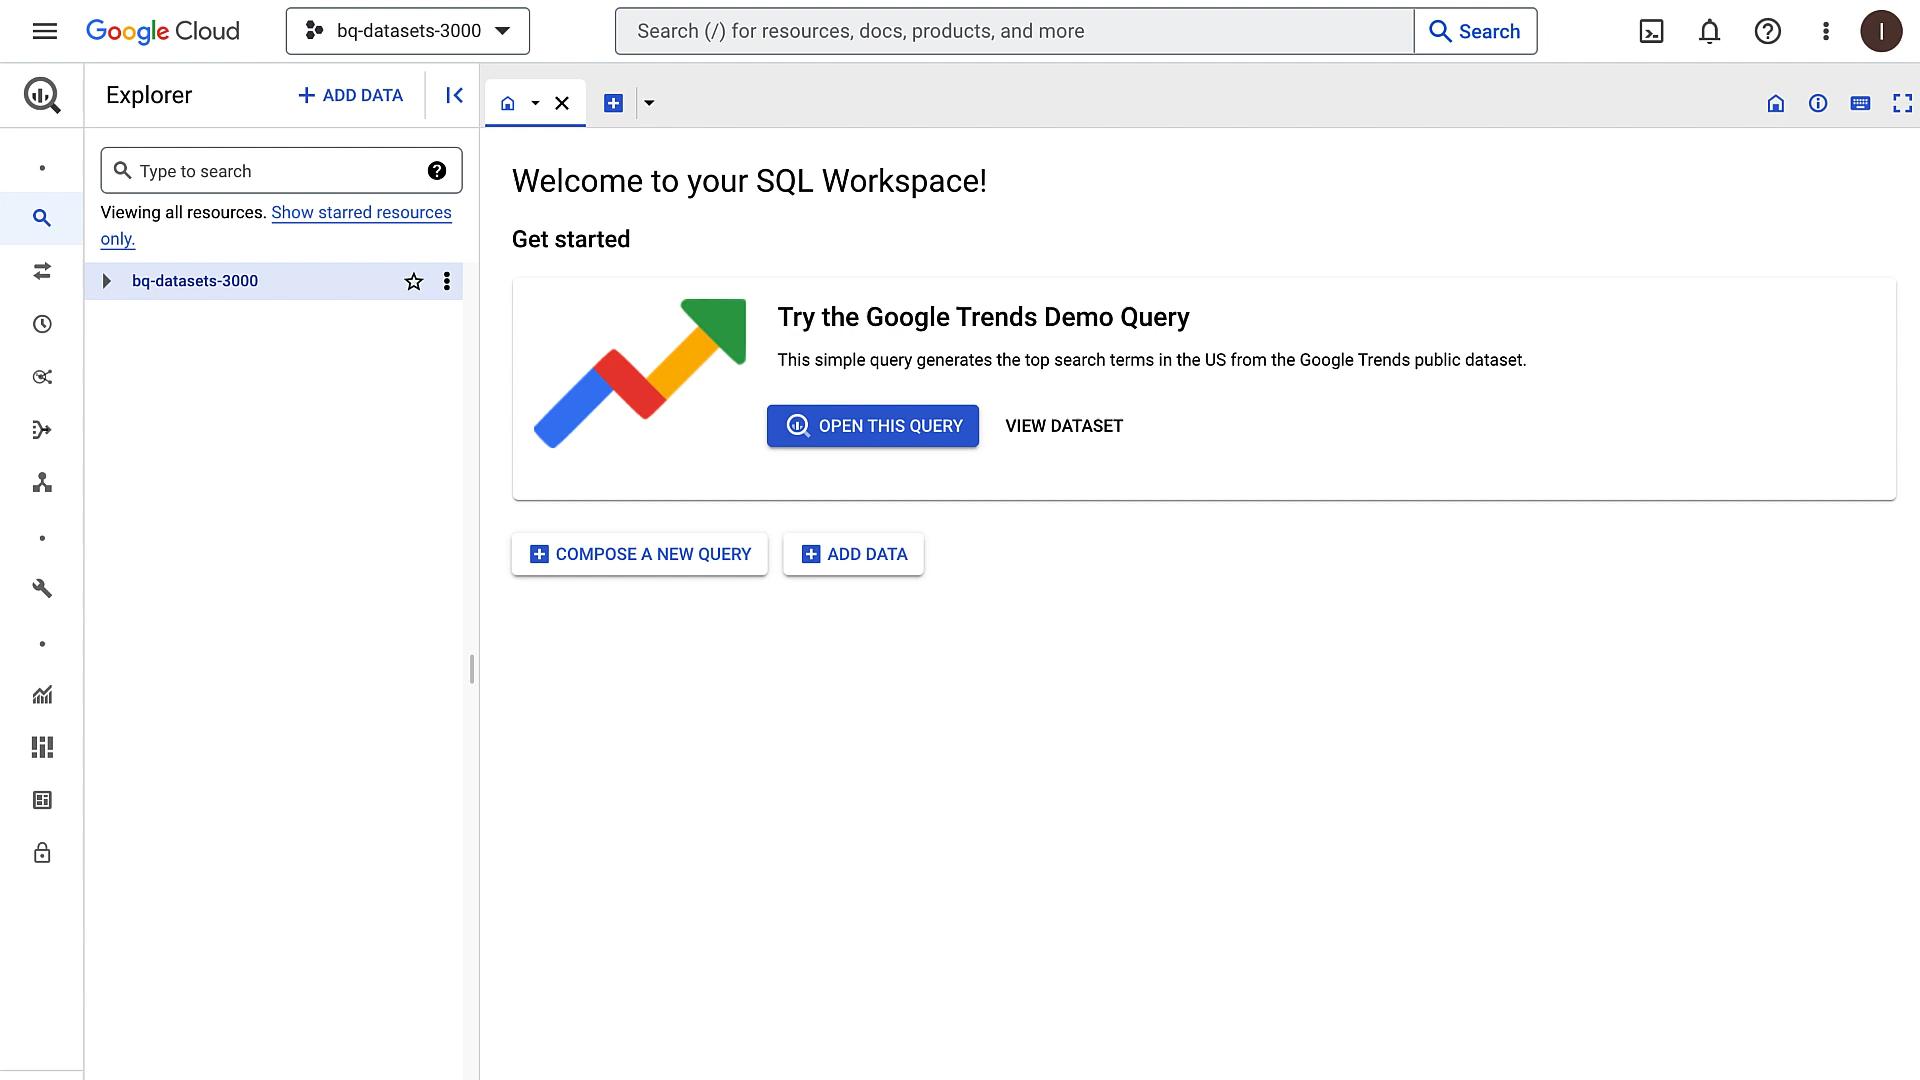 Google Cloud
bq-datasets-3000
Search (/) for resources, docs, products, and more
Search
I
Explorer
ADD DATA
Type to search
Viewing all resources. Show starred resources
only.
bq-datasets-3000
Welcome to your SQL Workspace!
Get started
Try the Google Trends Demo Query
This simple query generates the top search terms in the US from the Google Trends public dataset.
OPEN THIS QUERY
VIEW DATASET
COMPOSE A NEW QUERY
ADD DATA